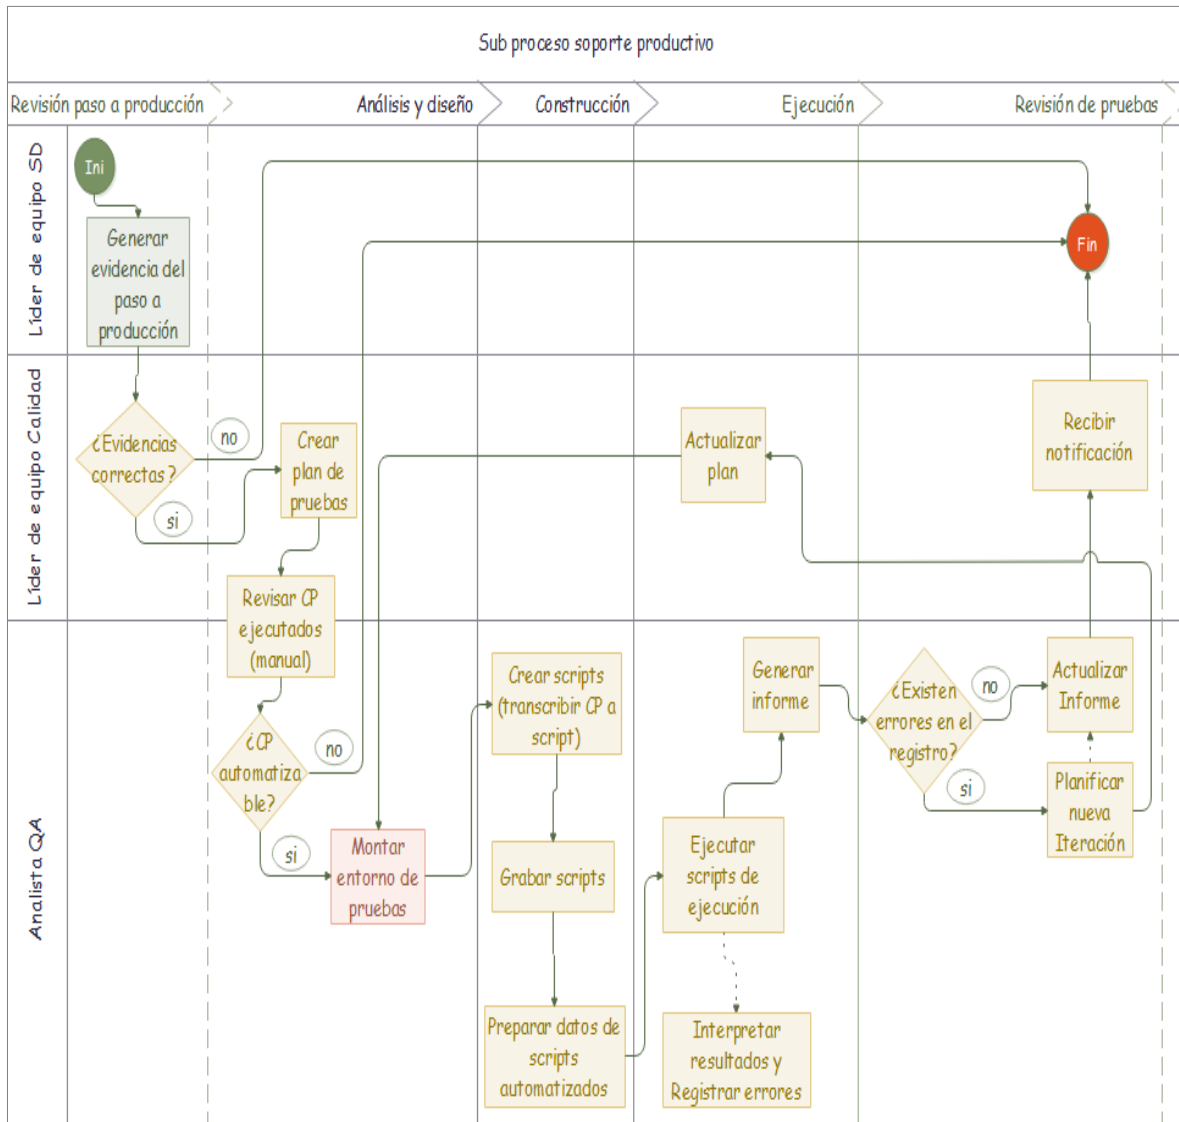 Sub proceso soporte productivo
Revisión paso a producción
Análisis y diseño
Construcción
Ejecución
Revisión de pruebas
Líder de equipo SD
Ini
Generar
evidencia del
paso a
producción
Fin
Líder de equipo Calidad
¿Evidencias
correctas?
no
si
Crear
plan de
pruebas
Actualizar
plan
Recibir
notificación
Revisar CP
ejecutados
(manual)
Analista QA
¿CP
automatiza
ble?
no
si
Montar
entorno de
pruebas
Crear scripts
(transcribir CP a
script)
Grabar scripts
Preparar datos de
scripts
automatizados
Generar
informe
Ejecutar
scripts de
ejecución
Interpretar
resultados y
Registrar errores
¿Existen
errores en el
registro?
no
si
Actualizar
Informe
Planificar
nueva
Iteración